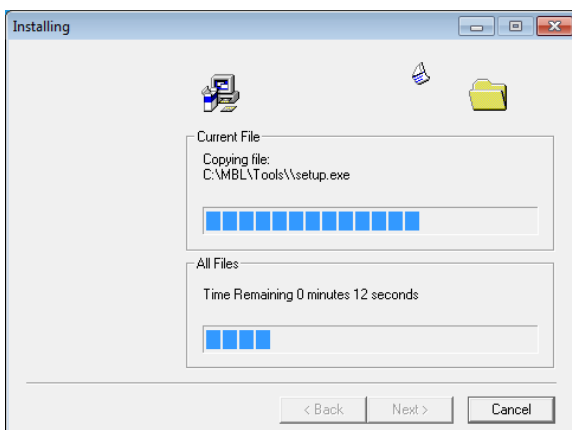 Installing
Current File
Copying file:
C:\MBL\Tools\\setup.exe
All Files
Time Remaining 0 minutes 12 seconds
< Back
Next >
Cancel